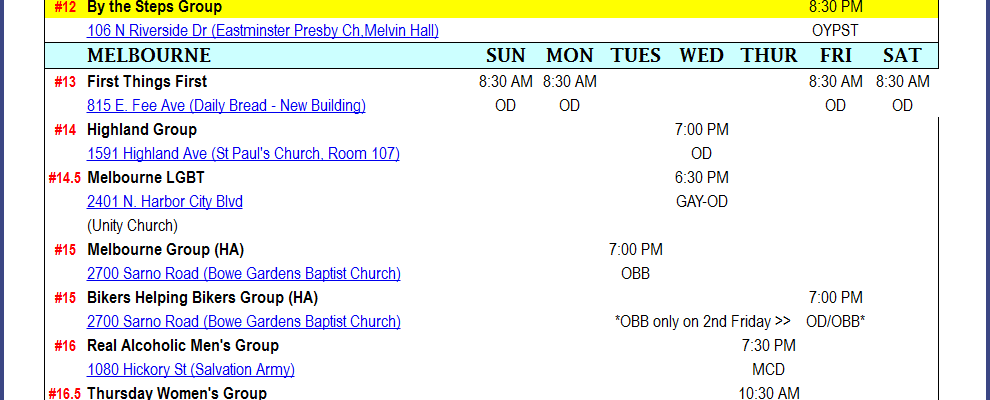 #12 By the Steps Group 8:30 PM
106 N Riverside Dr (Eastminster Presby Ch,Melvin Hall) OYPST
MELBOURNE SUN MON TUES WED THUR FRI SAT
#13 First Things First 8:30 AM 8:30 AM 8:30 AM 8:30 AM
815 E. Fee Ave (Daily Bread - New Building) OD OD OD OD
#14 Highland Group 7:00 PM
1591 Highland Ave (St Paul's Church, Room 107) OD
#14.5 Melbourne LGBT 6:30 PM
2401 N. Harbor City Blvd GAY-OD
(Unity Church)
#15 Melbourne Group (HA) 7:00 PM
2700 Sarno Road (Bowe Gardens Baptist Church) OBB
#15 Bikers Helping Bikers Group (HA) 7:00 PM
2700 Sarno Road (Bowe Gardens Baptist Church) *OBB only on 2nd Friday >> OD/OBB*
#16 Real Alcoholic Men's Group 7:30 PM
1080 Hickory St (Salvation Army) MCD
#16.5 Thursday Women's Group 10:30 AM